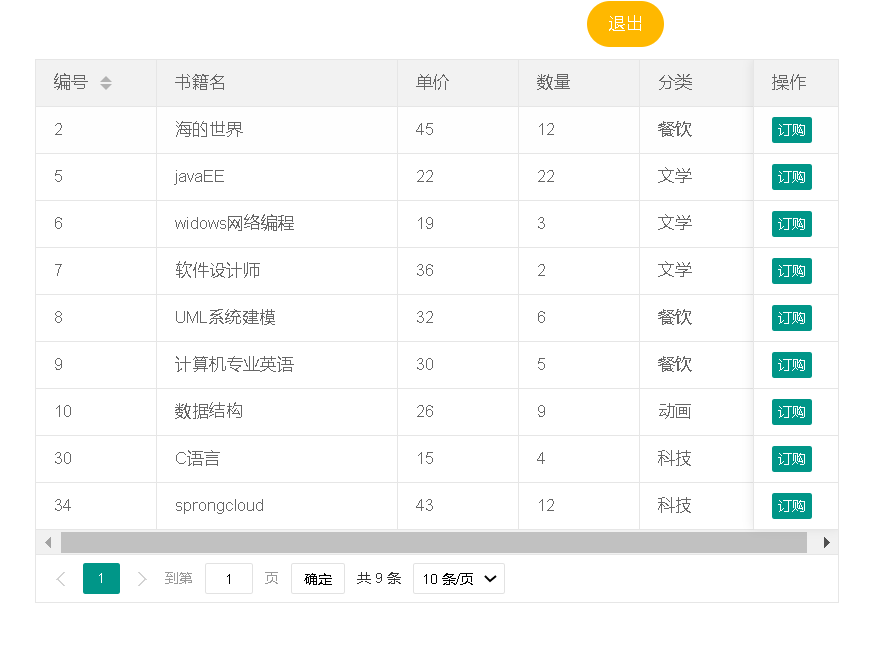 退出
编号 书籍名 单价 数量 分类 操作
2 海的世界 45 12 餐饮 订购
5 javaEE 22 22 文学 订购
6 widows网络编程 19 3 文学 订购
7 软件设计师 36 2 文学 订购
8 UML系统建模 32 6 餐饮 订购
9 计算机专业英语 30 5 餐饮 订购
10 数据结构 26 9 动画 订购
30 C语言 15 4 科技 订购
34 sprongcloud 43 12 科技 订购
1 到第 1 页 确定 共 9 条 10 条/页